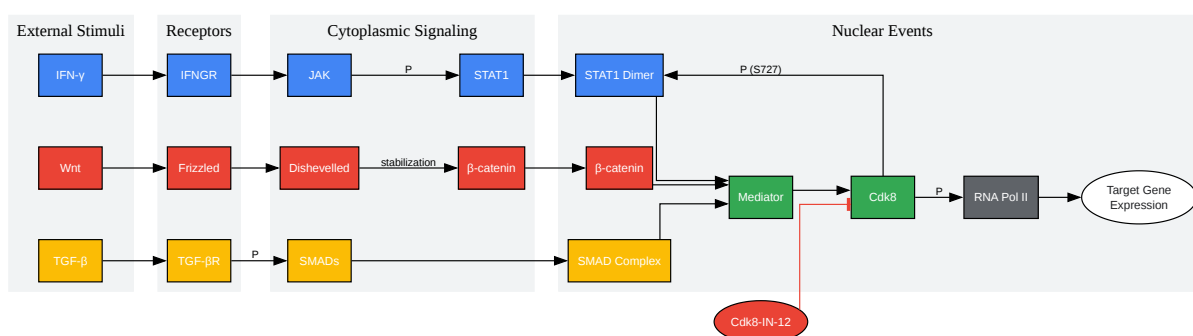 External Stimuli
Receptors
Cytoplasmic Signaling
Nuclear Events
IFN-γ
IFNGR
JAK
P
STAT1
STAT1 Dimer
P (S727)
Wnt
Frizzled
Dishevelled
stabilization
β-catenin
β-catenin
Mediator
Cdk8
P
RNA Pol II
Target Gene
Expression
TGF-β
TGF-βR
P
SMADs
SMAD Complex
Cdk8-IN-12